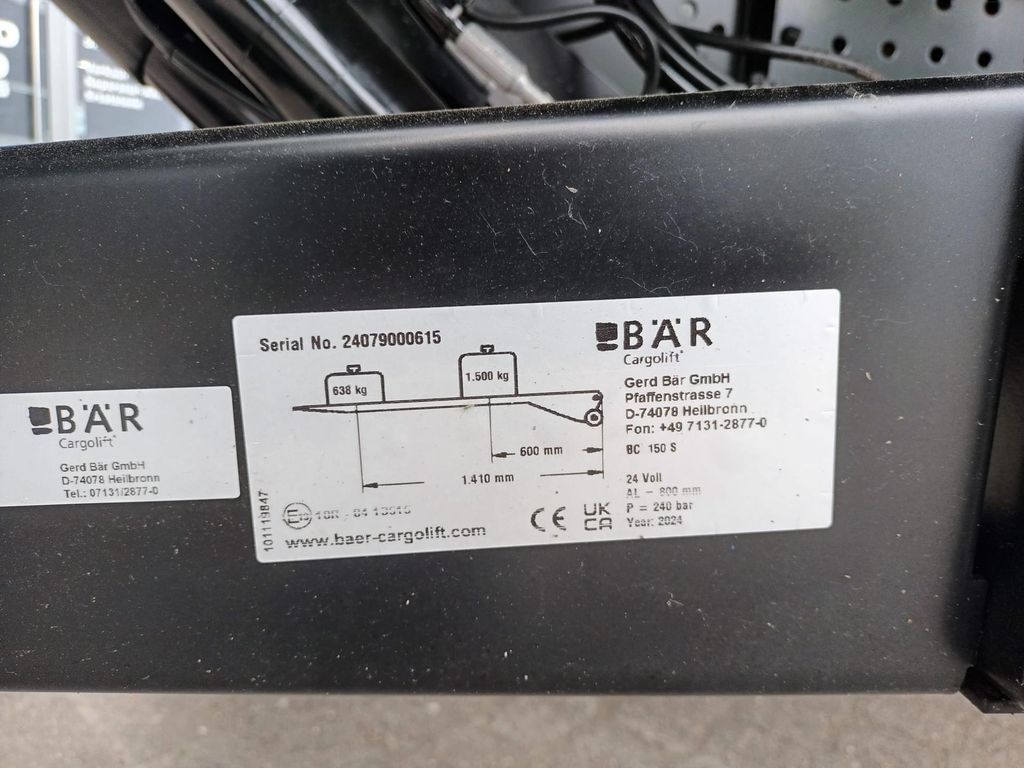 BÄR
Cargolift
Gerd Bär GmbH
D-74078 Heilbronn
Tel.: 07131/2877-0
Serial No. 24079000615
638 kg
1.500 kg
600 mm
1.410 mm
101119847
www.baer-cargolift.com
CE
UK
CA
BÄR
Cargolift
Gerd Bär GmbH
Pfaffenstrasse 7
D-74078 Heilbronn
Fon: +49 7131-2877-0
BC 150 S
24 Volt
AL = 800 mm
P = 240 bar
Year: 2024